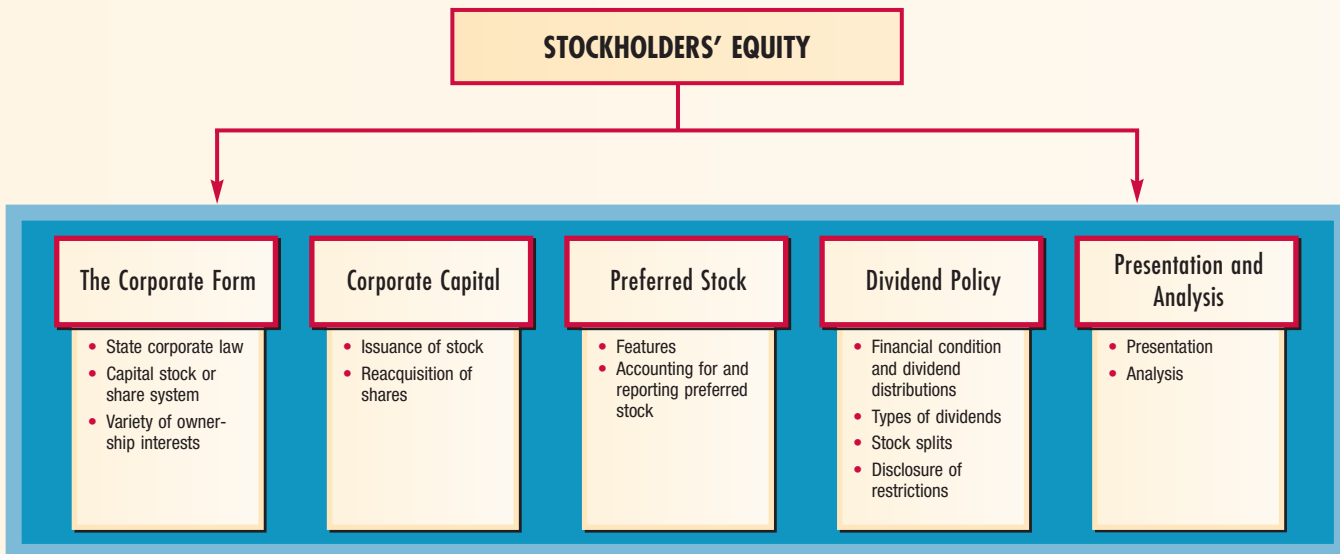 STOCKHOLDERS’ EQUITY
The Corporate Form
• State corporate law
• Capital stock or
share system
• Variety of owner-
ship interests
Corporate Capital
• Issuance of stock
• Reacquisition of
shares
Preferred Stock
• Features
• Accounting for and
reporting preferred
stock
Dividend Policy
• Financial condition
and dividend
distributions
• Types of dividends
• Stock splits
• Disclosure of
restrictions
Presentation and
Analysis
• Presentation
• Analysis